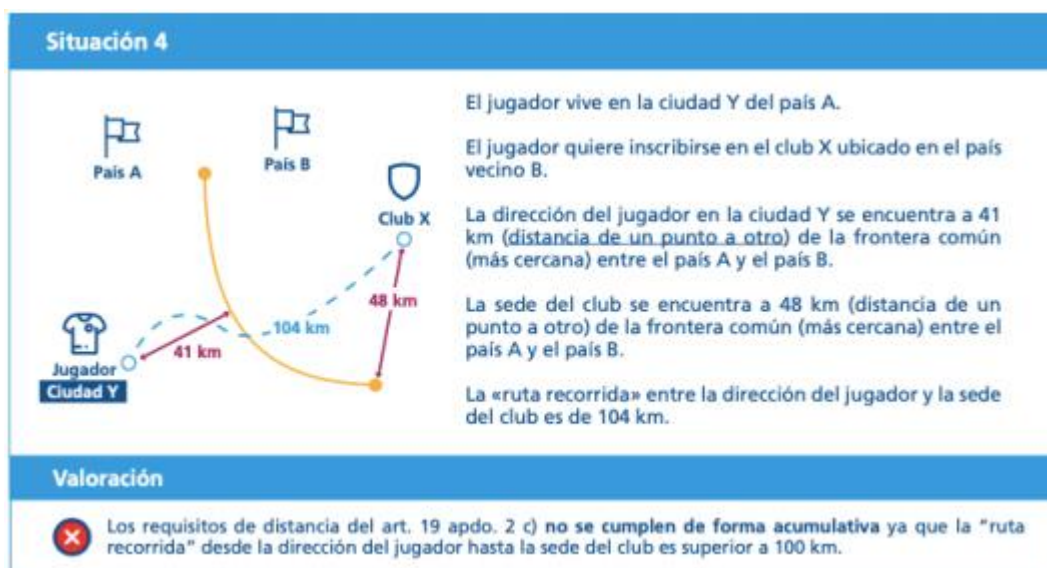 Situación 4
País A
País B
Club X
48 km
104 km
41 km
Jugador
Ciudad Y
El jugador vive en la ciudad Y del país A.
El jugador quiere inscribirse en el club X ubicado en el país
vecino B.
La dirección del jugador en la ciudad Y se encuentra a 41
km (distancia de un punto a otro) de la frontera común
(más cercana) entre el país A y el país B.
La sede del club se encuentra a 48 km (distancia de un
punto a otro) de la frontera común (más cercana) entre el
país A y el país B.
La «ruta recorrida» entre la dirección del jugador y la sede
del club es de 104 km.
Valoración
Los requisitos de distancia del art. 19 apdo. 2 c) no se cumplen de forma acumulativa ya que la "ruta
recorrida" desde la dirección del jugador hasta la sede del club es superior a 100 km.